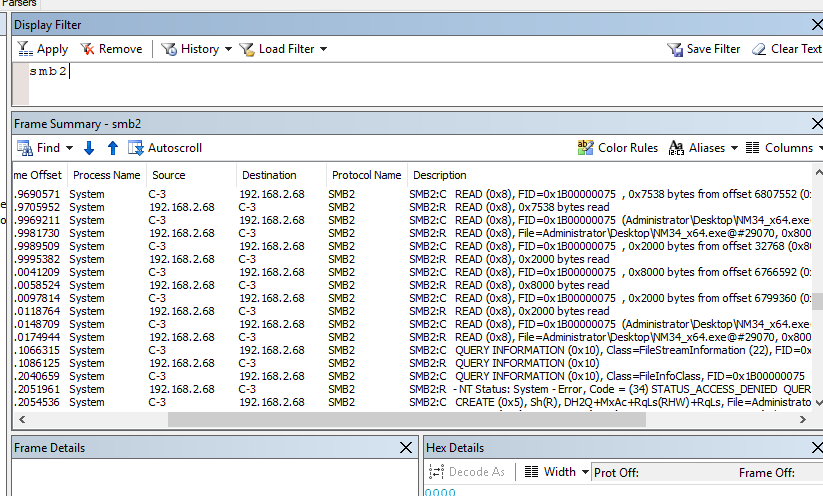 Parsers
Display Filter
Apply Remove History Load Filter Save Filter Clear Text
smb2
Frame Summary - smb2
Find Autoscroll Color Rules Aliases Columns
me Offset Process Name Source Destination Protocol Name Description
.9690571 System C-3 192.168.2.68 SMB2 SMB2:C READ (0x8), FID=0x1B00000075 , 0x7538 bytes from offset 6807552 (0:
.9705952 System 192.168.2.68 C-3 SMB2 SMB2:R READ (0x8), 0x7538 bytes read
.9969211 System C-3 192.168.2.68 SMB2 SMB2:C READ (0x8), FID=0x1B00000075 (Administrator\Desktop\NM34_x64.exe
.9981730 System 192.168.2.68 C-3 SMB2 SMB2:R READ (0x8), File=Administrator\Desktop\NM34_x64.exe@#29070, 0x800
.9989509 System C-3 192.168.2.68 SMB2 SMB2:C READ (0x8), FID=0x1B00000075 , 0x2000 bytes from offset 32768 (0x8
.9995382 System 192.168.2.68 C-3 SMB2 SMB2:R READ (0x8), 0x2000 bytes read
.0041209 System C-3 192.168.2.68 SMB2 SMB2:C READ (0x8), FID=0x1B00000075 , 0x8000 bytes from offset 6766592 (0:
.0058524 System 192.168.2.68 C-3 SMB2 SMB2:R READ (0x8), 0x8000 bytes read
.0097814 System C-3 192.168.2.68 SMB2 SMB2:C READ (0x8), FID=0x1B00000075 , 0x2000 bytes from offset 6799360 (0:
.0118764 System 192.168.2.68 C-3 SMB2 SMB2:R READ (0x8), 0x2000 bytes read
.0148709 System C-3 192.168.2.68 SMB2 SMB2:C READ (0x8), FID=0x1B00000075 (Administrator\Desktop\NM34_x64.exe
.0174944 System 192.168.2.68 C-3 SMB2 SMB2:R READ (0x8), File=Administrator\Desktop\NM34_x64.exe@#29070, 0x800
.1066315 System C-3 192.168.2.68 SMB2 SMB2:C QUERY INFORMATION (0x10), Class=FileStreamInformation (22), FID=0:
.1086125 System 192.168.2.68 C-3 SMB2 SMB2:R QUERY INFORMATION (0x10)
.2040659 System C-3 192.168.2.68 SMB2 SMB2:C QUERY INFORMATION (0x10), Class=FileInfoClass, FID=0x1B00000075
.2051961 System 192.168.2.68 C-3 SMB2 SMB2:R - NT Status: System - Error, Code = (34) STATUS_ACCESS_DENIED QUER
.2054536 System C-3 192.168.2.68 SMB2 SMB2:C CREATE (0x5), Sh(R), DH2Q+MxAc+RqLs(RHW)+RqLs, File=Administrato
Frame Details Hex Details
Decode As Width Prot Off: Frame Off:
0000